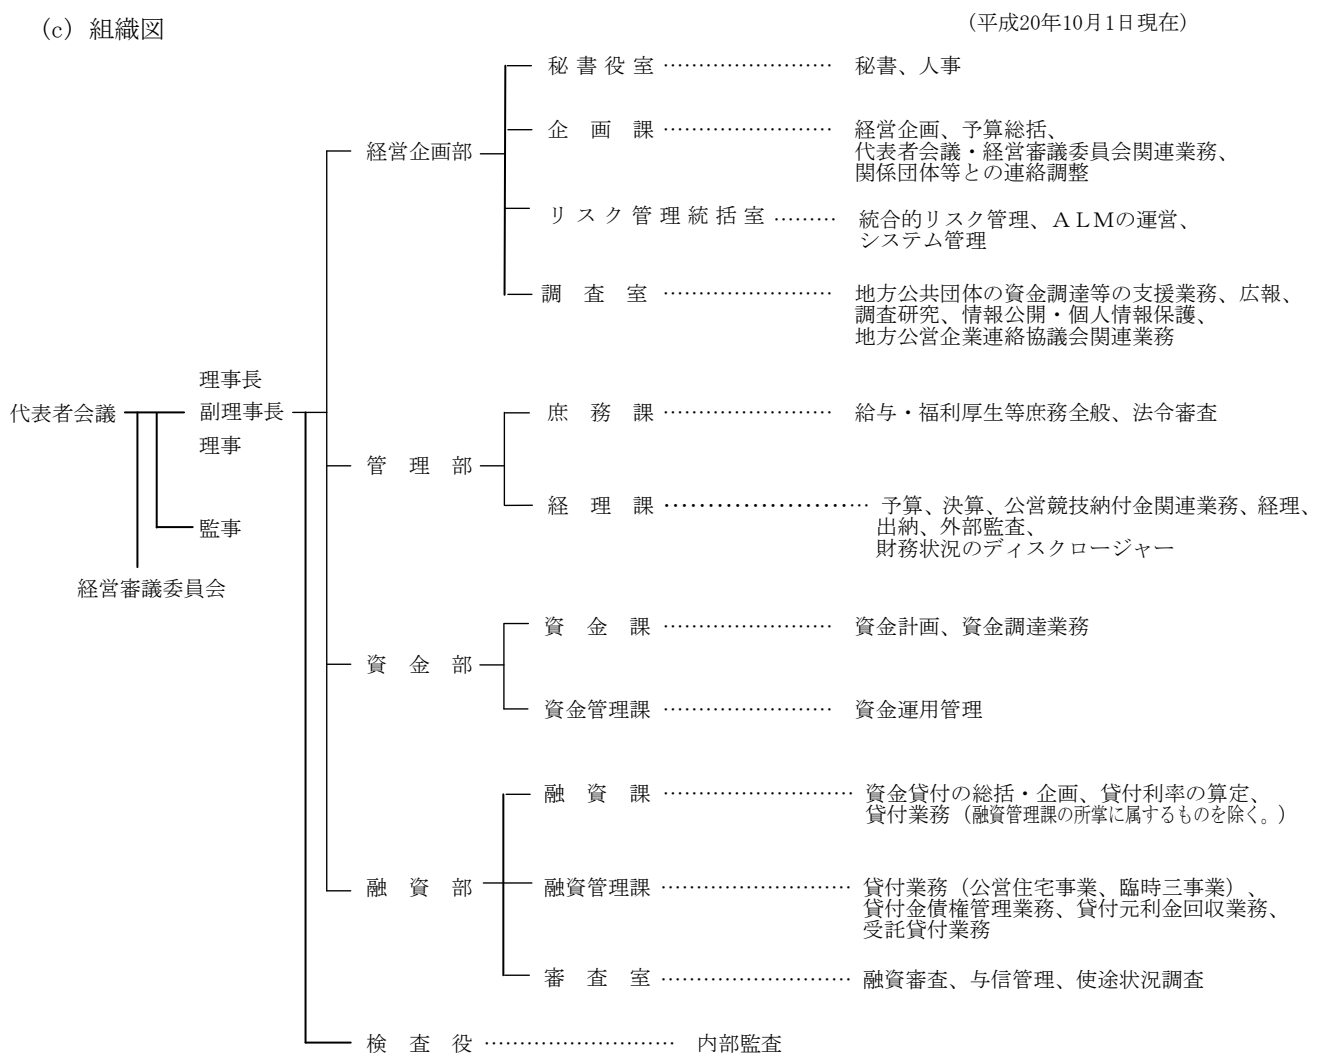 (c) 組織図
(平成20年10月1日現在)
秘書役室 …………………… 秘書、人事
企画課 …………………… 経営企画、予算総括、
代表者会議・経営審議委員会関連業務、
関係団体等との連絡調整
経営企画部
リスク管理統括室 ……… 統合的リスク管理、ＡＬＭの運営、
システム管理
調査室 …………………… 地方公共団体の資金調達等の支援業務、広報、
調査研究、情報公開・個人情報保護、
地方公営企業連絡協議会関連業務
代表者会議
理事長
副理事長
理事
監事
経営審議委員会
管理部
庶務課 …………………… 給与・福利厚生等庶務全般、法令審査
経理課 ……………………… 予算、決算、公営競技納付金関連業務、経理、
出納、外部監査、
財務状況のディスクロージャー
資金部
資金課 …………………… 資金計画、資金調達業務
資金管理課 …………………… 資金運用管理
融資部
融資課 ……………………… 資金貸付の総括・企画、貸付利率の算定、
貸付業務（融資管理課の所掌に属するものを除く。）
融資管理課 ……………………… 貸付業務（公営住宅事業、臨時三事業）、
貸付金債権管理業務、貸付元利金回収業務、
受託貸付業務
審査室 ……………………… 融資審査、与信管理、使途状況調査
検査役 ……………………… 内部監査